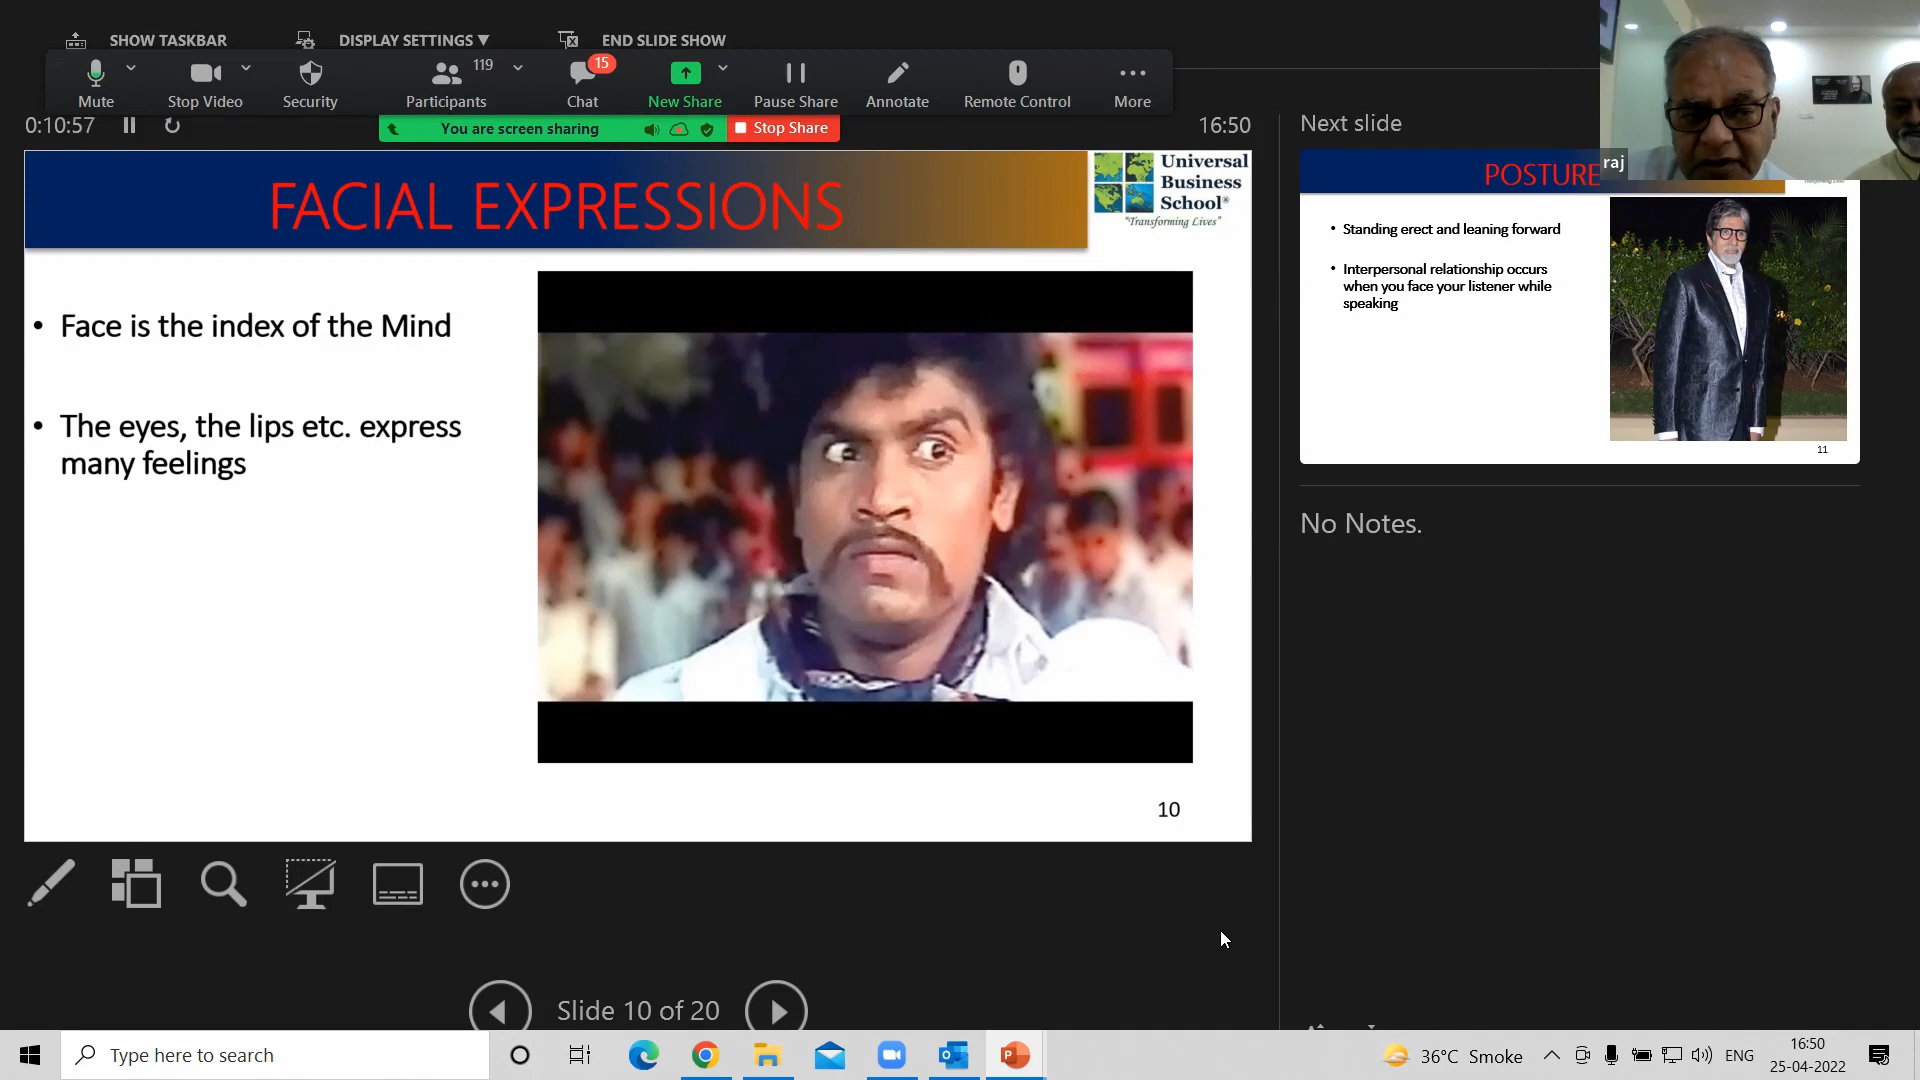 SHOW TASKBAR
DISPLAY SETTINGS ▼
END SLIDE SHOW
Mute
Stop Video
Security
119
Participants
15
Chat
New Share
Pause Share
Annotate
Remote Control
More
0:10:57
You are screen sharing
Stop Share
16:50
FACIAL EXPRESSIONS
Universal
Business
School®
"Transforming Lives"
• Face is the index of the Mind
• The eyes, the lips etc. express
many feelings
10
Next slide
raj
POSTURE
• Standing erect and leaning forward
• Interpersonal relationship occurs
when you face your listener while
speaking
11
No Notes.
Slide 10 of 20
Type here to search
36°C Smoke
ENG
16:50
25-04-2022